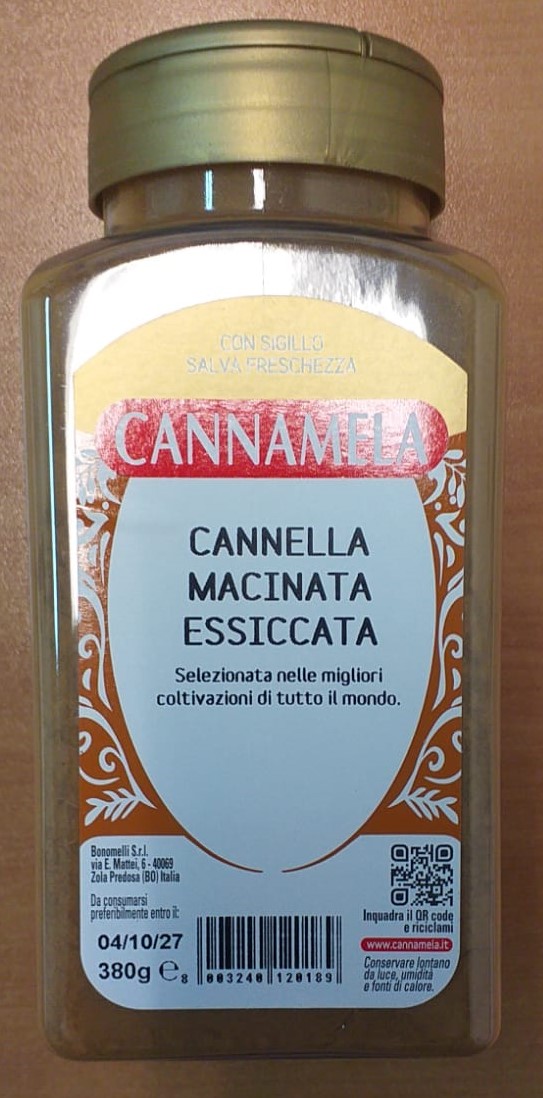 CON SIGILLO
SALVA FRESCHEZZA
CANNAMELA
CANNELLA
MACINATA
ESSICCATA
Selezionata nelle migliori
coltivazioni di tutto il mondo.
Bonomelli S.r.l.
via E. Mattei, 6 - 40069
Zola Predosa (BO) Italia
Da consumarsi
preferibilmente entro il:
04/10/27
380g ℮
8 003240 120189
Inquadra il QR code
e riciclami
www.cannamela.it
Conservare lontano
da luce, umidità
e fonti di calore.